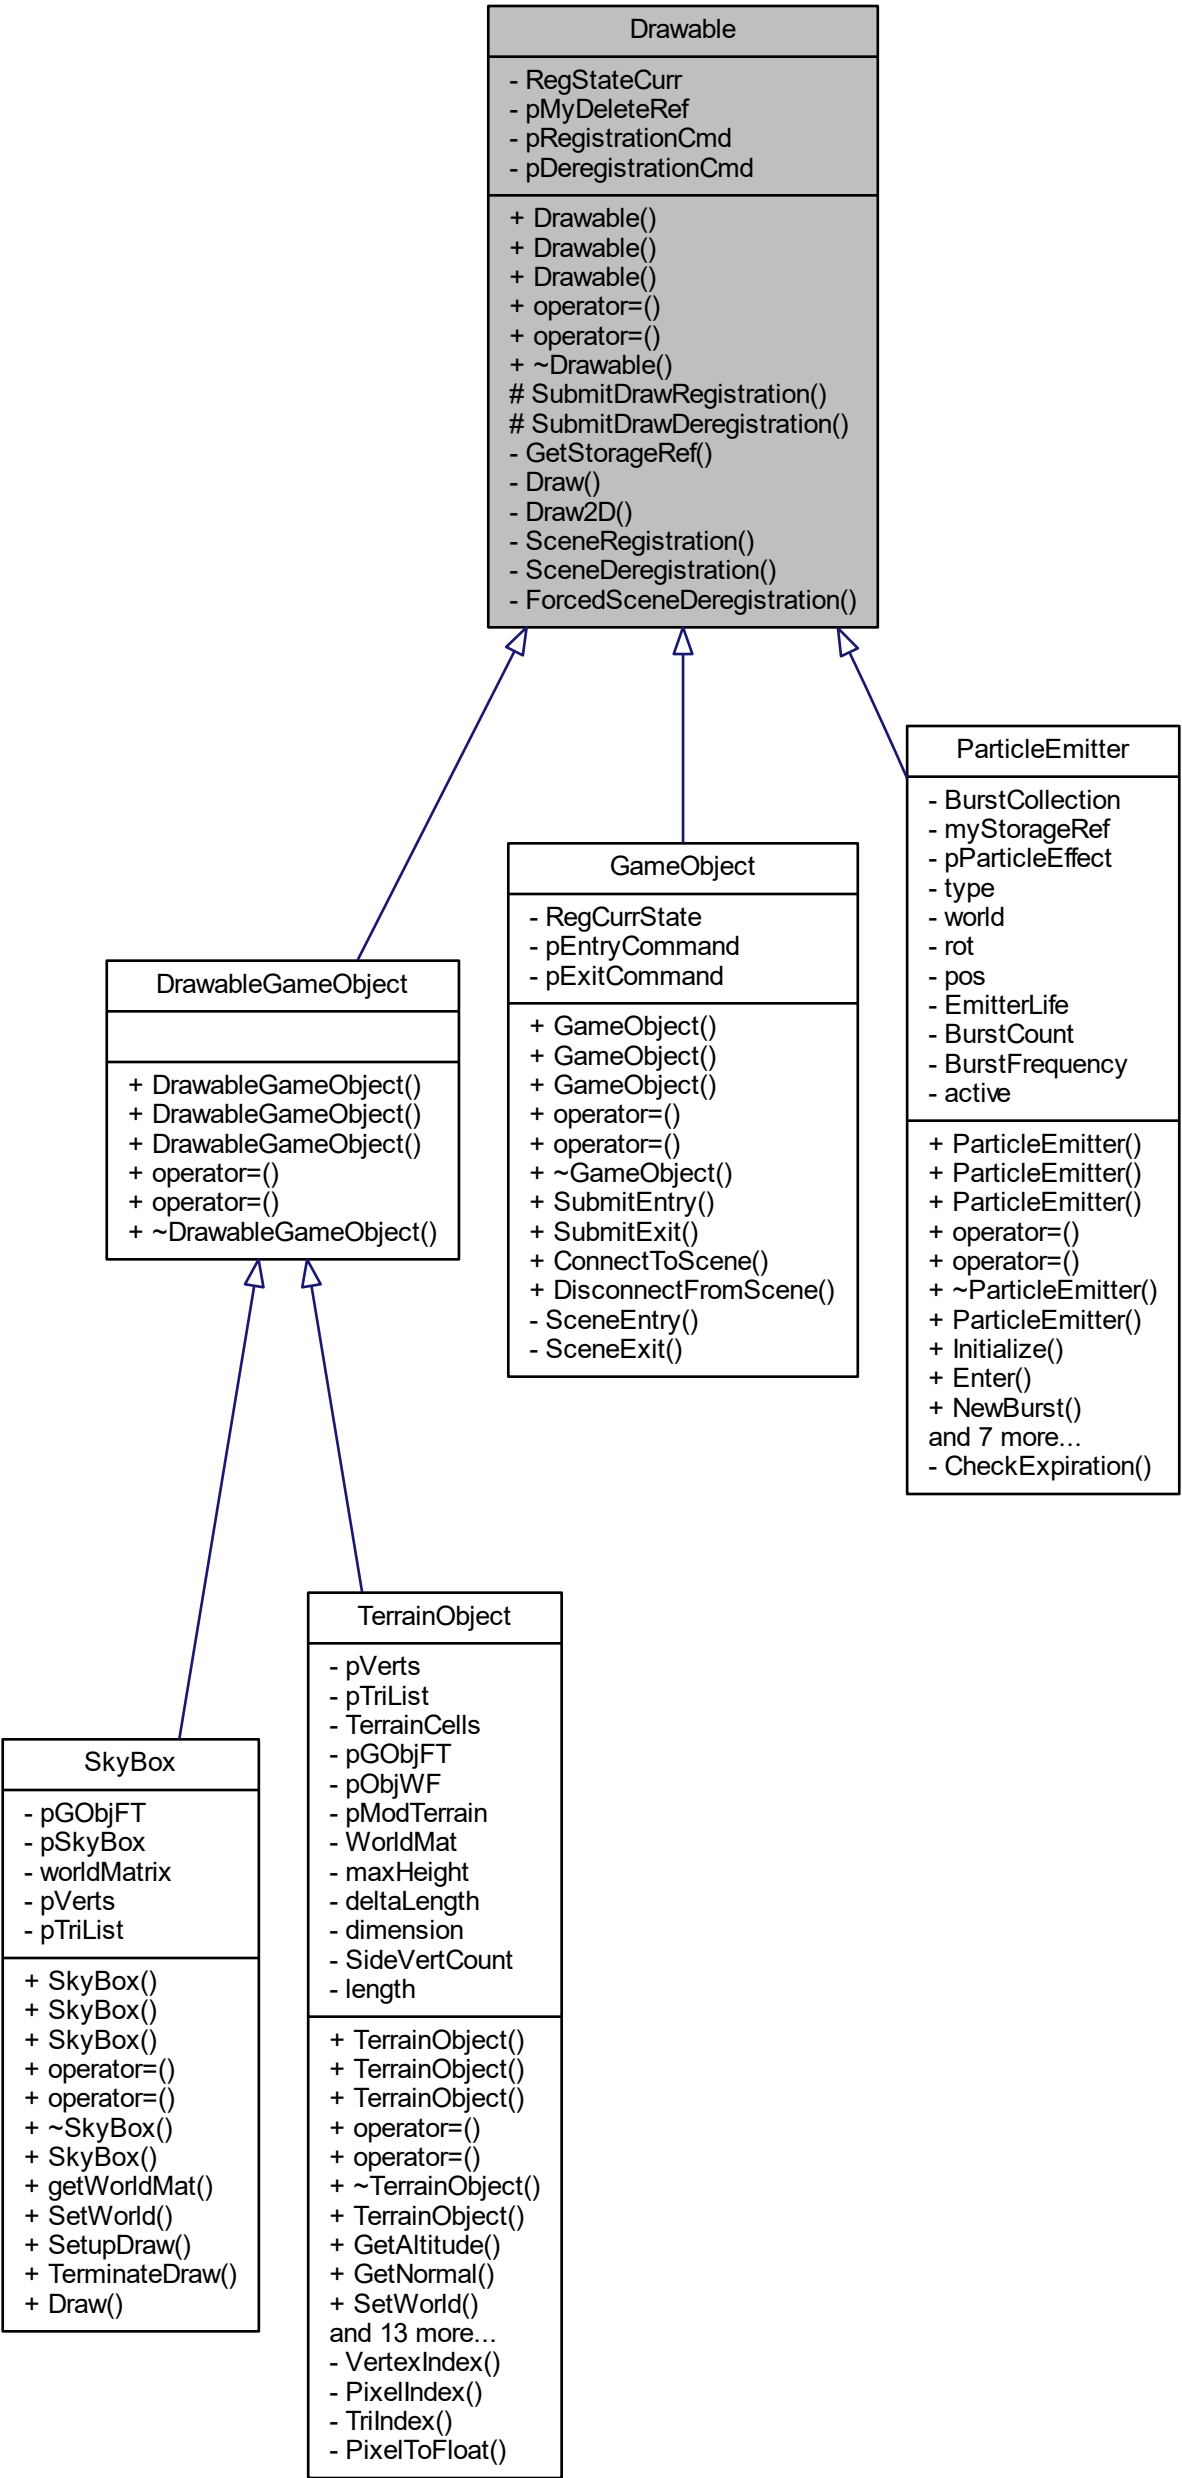 Drawable
- RegStateCurr
- pMyDeleteRef
- pRegistrationCmd
- pDeregistrationCmd
+ Drawable()
+ Drawable()
+ Drawable()
+ operator=()
+ operator=()
+ ~Drawable()
# SubmitDrawRegistration()
# SubmitDrawDeregistration()
- GetStorageRef()
- Draw()
- Draw2D()
- SceneRegistration()
- SceneDeregistration()
- ForcedSceneDeregistration()
DrawableGameObject
+ DrawableGameObject()
+ DrawableGameObject()
+ DrawableGameObject()
+ operator=()
+ operator=()
+ ~DrawableGameObject()
GameObject
- RegCurrState
- pEntryCommand
- pExitCommand
+ GameObject()
+ GameObject()
+ GameObject()
+ operator=()
+ operator=()
+ ~GameObject()
+ SubmitEntry()
+ SubmitExit()
+ ConnectToScene()
+ DisconnectFromScene()
- SceneEntry()
- SceneExit()
ParticleEmitter
- BurstCollection
- myStorageRef
- pParticleEffect
- type
- world
- rot
- pos
- EmitterLife
- BurstCount
- BurstFrequency
- active
+ ParticleEmitter()
+ ParticleEmitter()
+ ParticleEmitter()
+ operator=()
+ operator=()
+ ~ParticleEmitter()
+ ParticleEmitter()
+ Initialize()
+ Enter()
+ NewBurst()
and 7 more...
- CheckExpiration()
SkyBox
- pGObjFT
- pSkyBox
- worldMatrix
- pVerts
- pTriList
+ SkyBox()
+ SkyBox()
+ SkyBox()
+ operator=()
+ operator=()
+ ~SkyBox()
+ SkyBox()
+ getWorldMat()
+ SetWorld()
+ SetupDraw()
+ TerminateDraw()
+ Draw()
TerrainObject
- pVerts
- pTriList
- TerrainCells
- pGObjFT
- pObjWF
- pModTerrain
- WorldMat
- maxHeight
- deltaLength
- dimension
- SideVertCount
- length
+ TerrainObject()
+ TerrainObject()
+ TerrainObject()
+ operator=()
+ operator=()
+ ~TerrainObject()
+ TerrainObject()
+ GetAltitude()
+ GetNormal()
+ SetWorld()
and 13 more...
- VertexIndex()
- PixelIndex()
- TriIndex()
- PixelToFloat()